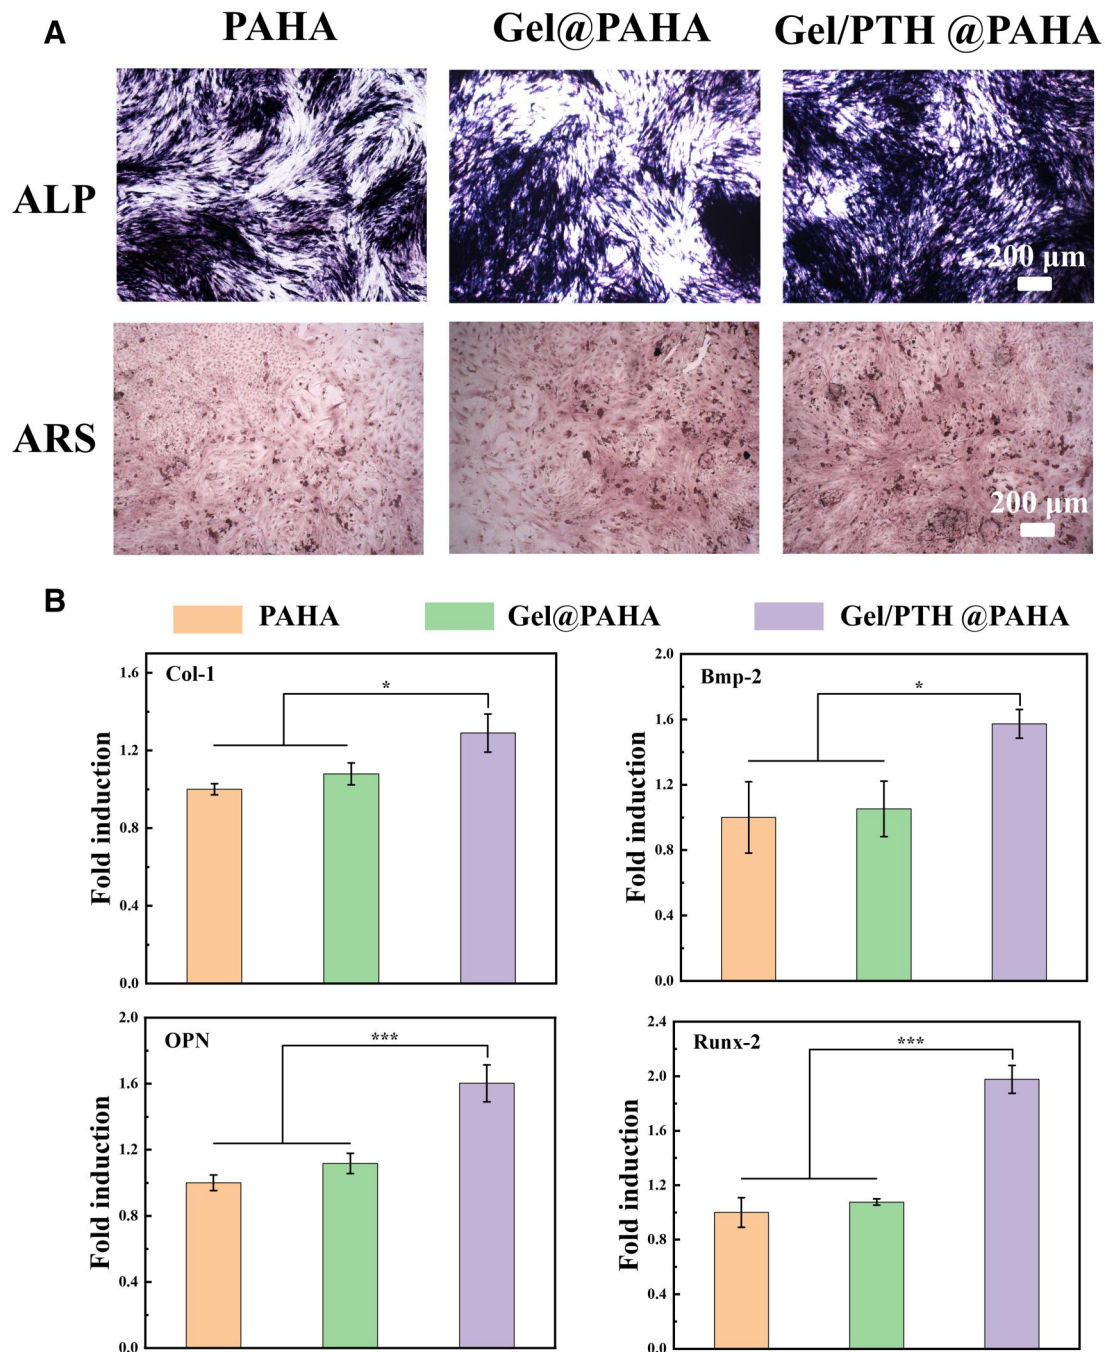 A
PAHA Gel@PAHA Gel/PTH @PAHA
ALP
200 μm
ARS
200 μm
B
PAHA Gel@PAHA Gel/PTH @PAHA
Col-1
*
Fold induction
1.6
1.2
0.8
0.4
0.0
Bmp-2
*
Fold induction
2.0
1.6
1.2
0.8
0.4
0.0
OPN
***
Fold induction
2.0
1.6
1.2
0.8
0.4
0.0
Runx-2
***
Fold induction
2.4
2.0
1.6
1.2
0.8
0.4
0.0